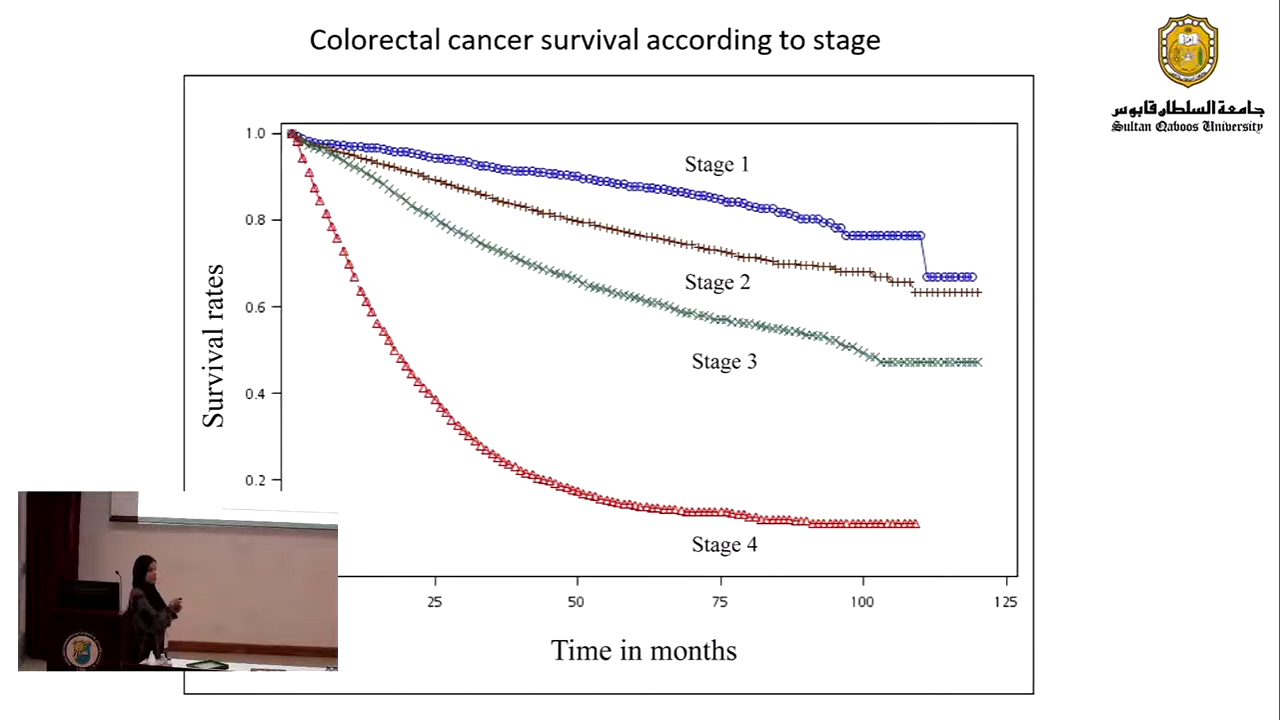 Colorectal cancer survival according to stage
جامعة السلطان قابوس
Sultan Qaboos University
1.0
0.8
0.6
0.4
0.2
Survival rates
Stage 1
Stage 2
Stage 3
Stage 4
25
50
75
100
125
Time in months